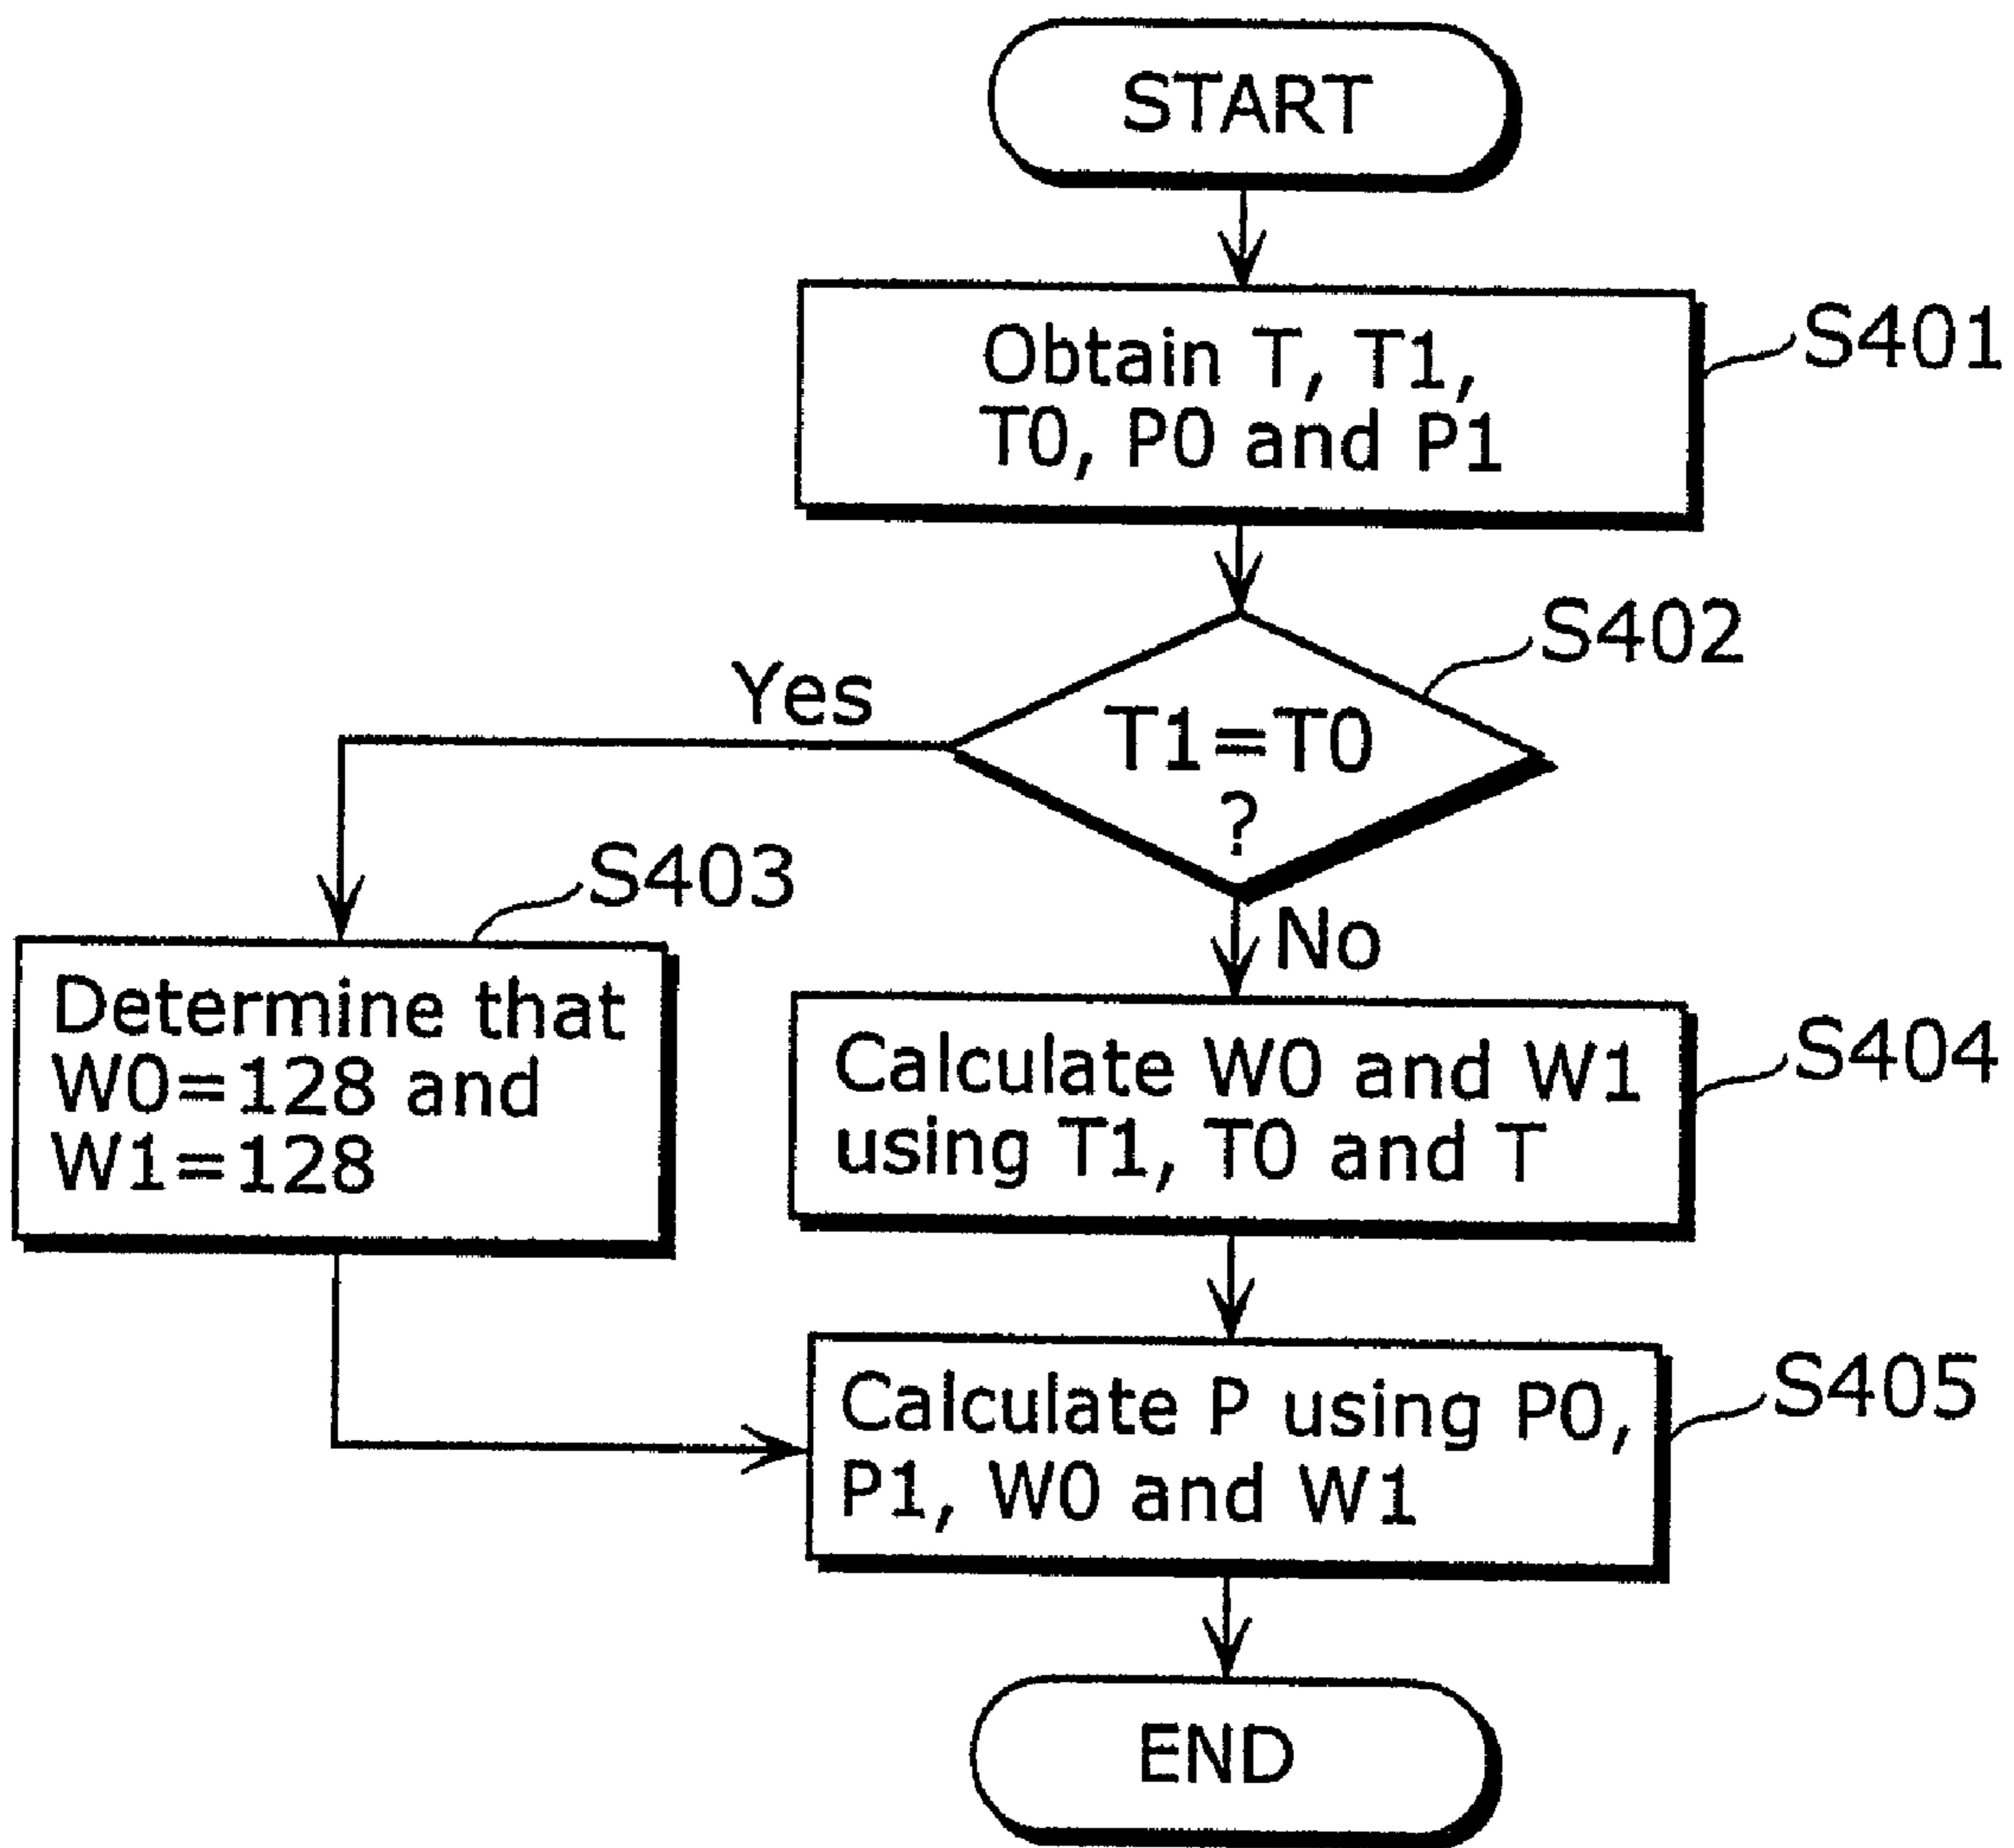 START
Obtain T, T1,
T0, P0 and P1
S401
T1=T0
?
S402
Yes
No
S403
Determine that
W0=128 and
W1=128
Calculate W0 and W1
using T1, T0 and T
S404
Calculate P using P0,
P1, W0 and W1
S405
END